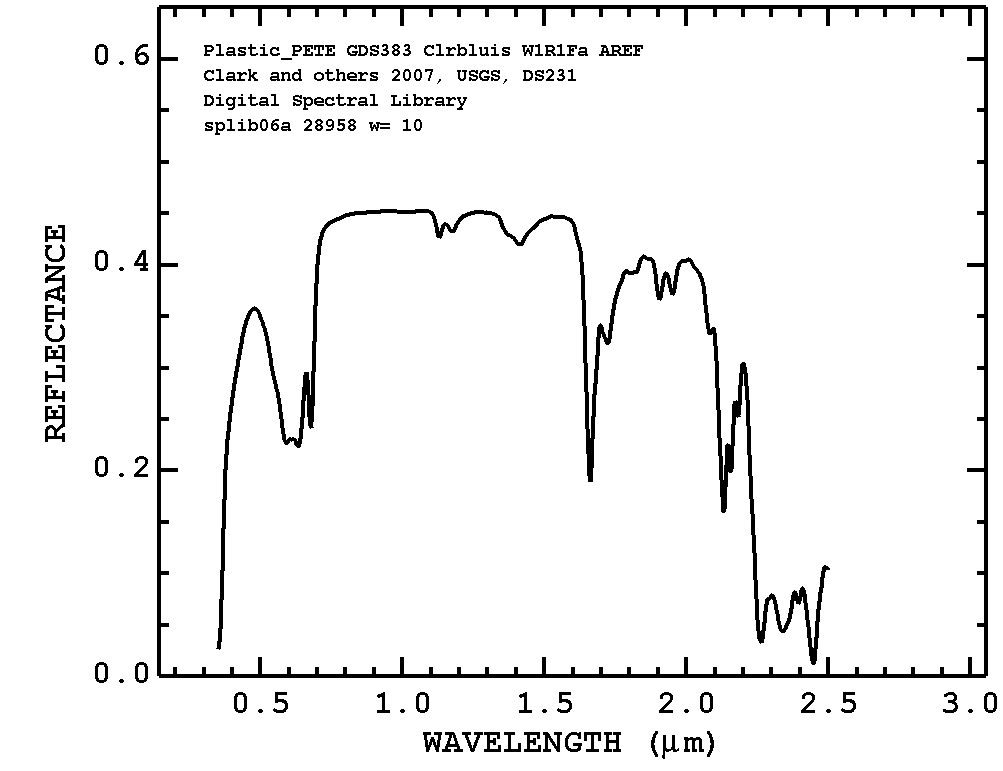 Plastic_PETE GDS383 Clrbluis W1R1Fa AREF
Clark and others 2007, USGS, DS231
Digital Spectral Library
splib06a 28958 w= 10
0.6
0.4
0.2
0.0
REFLECTANCE
0.5 1.0 1.5 2.0 2.5 3.0
WAVELENGTH (μm)